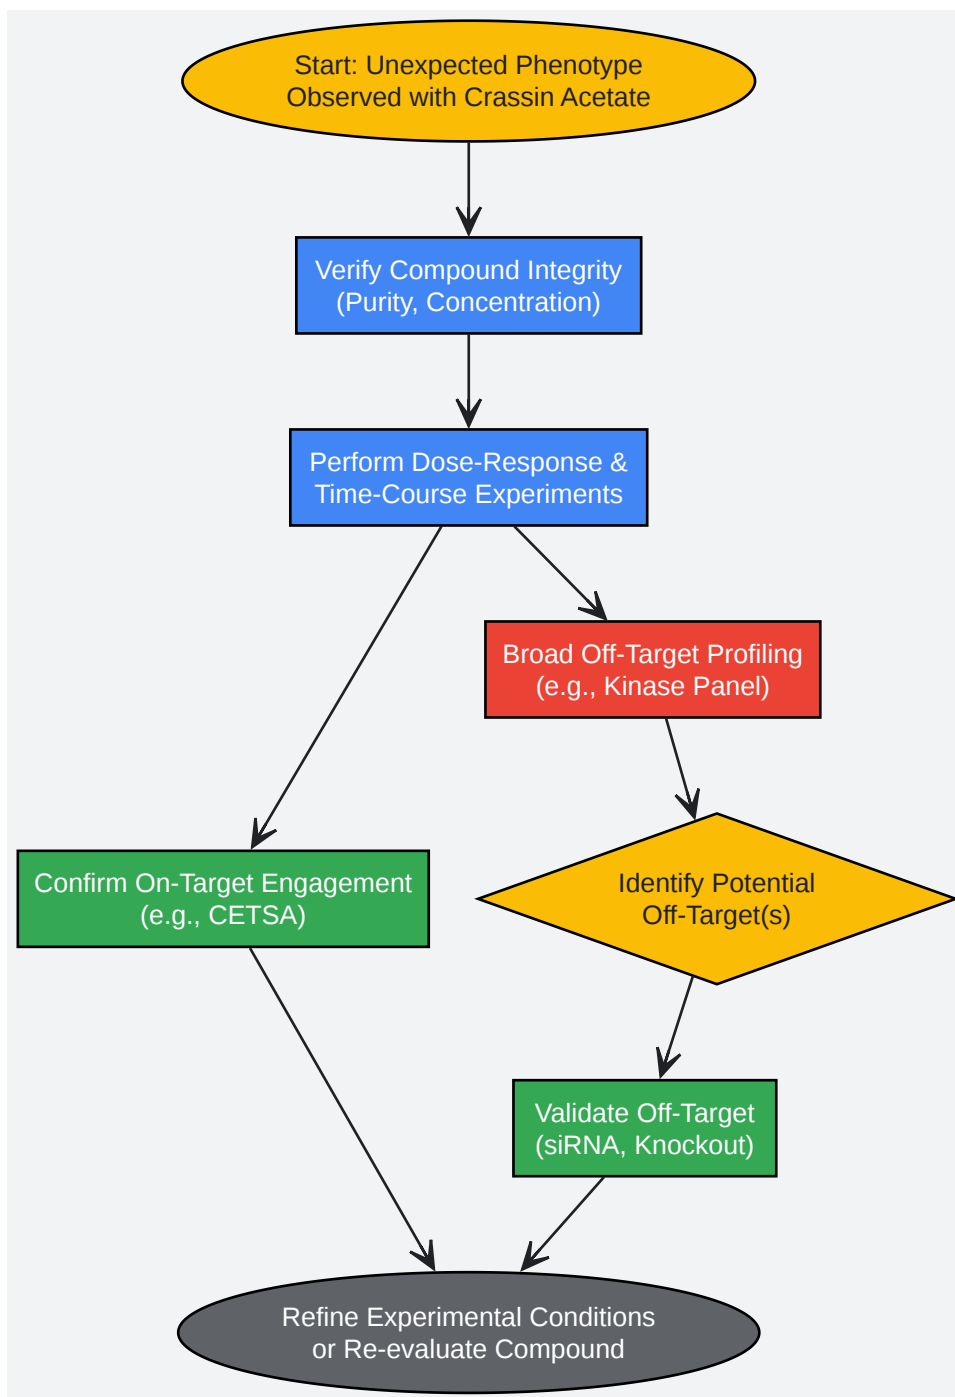 Start: Unexpected Phenotype
Observed with Crassin Acetate
Verify Compound Integrity
(Purity, Concentration)
Perform Dose-Response &
Time-Course Experiments
Broad Off-Target Profiling
(e.g., Kinase Panel)
Confirm On-Target Engagement
(e.g., CETSA)
Identify Potential
Off-Target(s)
Validate Off-Target
(siRNA, Knockout)
Refine Experimental Conditions
or Re-evaluate Compound